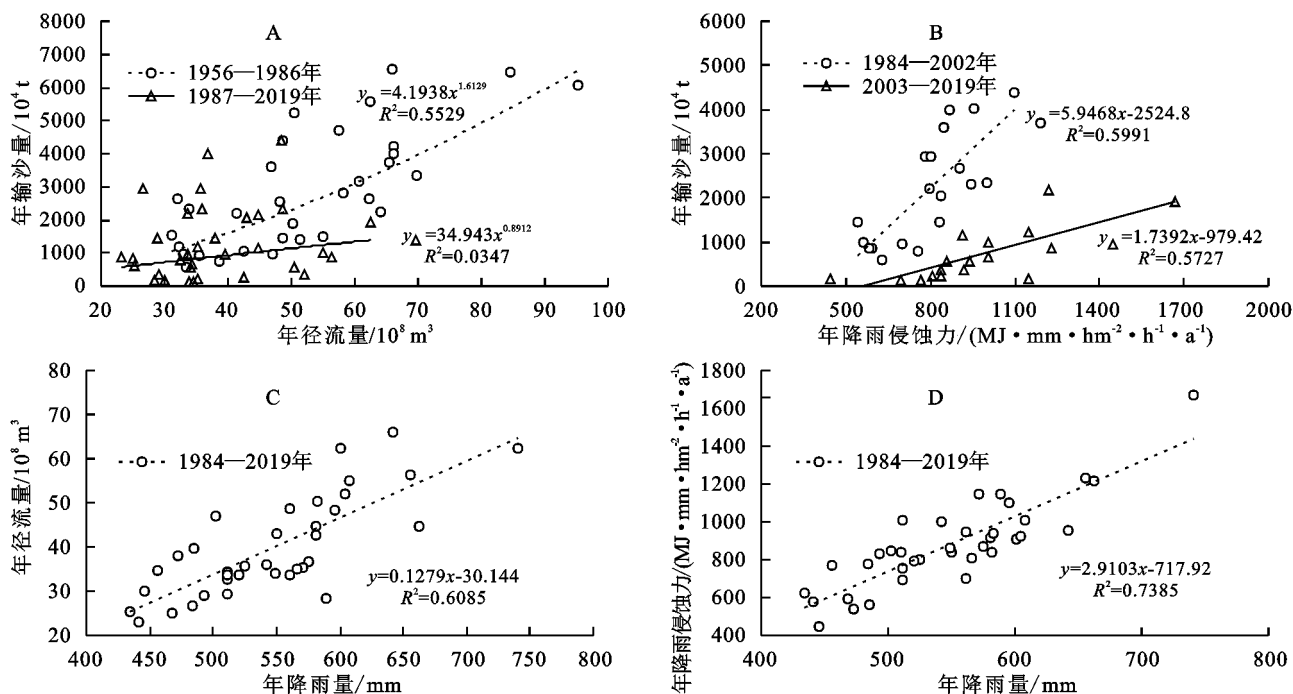 A
8000
7000
6000
5000
4000
3000
2000
1000
0
年输沙量/10⁴ t
1956—1986年
1987—2019年
y=4.1938x^1.6129
R²=0.5529
y=34.943x^0.8912
R²=0.0347
20 30 40 50 60 70 80 90 100
年径流量/10⁸ m³
B
6000
5000
4000
3000
2000
1000
0
年输沙量/10⁴ t
1984—2002年
2003—2019年
y=5.9468x-2524.8
R²=0.5991
y=1.7392x-979.42
R²=0.5727
200 500 800 1100 1400 1700 2000
年降雨侵蚀力/(MJ·mm·hm⁻²·h⁻¹·a⁻¹)
C
80
70
60
50
40
30
20
年径流量/10⁸ m³
1984—2019年
y=0.1279x-30.144
R²=0.6085
400 450 500 550 600 650 700 750 800
年降雨量/mm
D
1800
1600
1400
1200
1000
800
600
400
年降雨侵蚀力/(MJ·mm·hm⁻²·h⁻¹·a⁻¹)
1984—2019年
y=2.9103x-717.92
R²=0.7385
400 500 600 700 800
年降雨量/mm